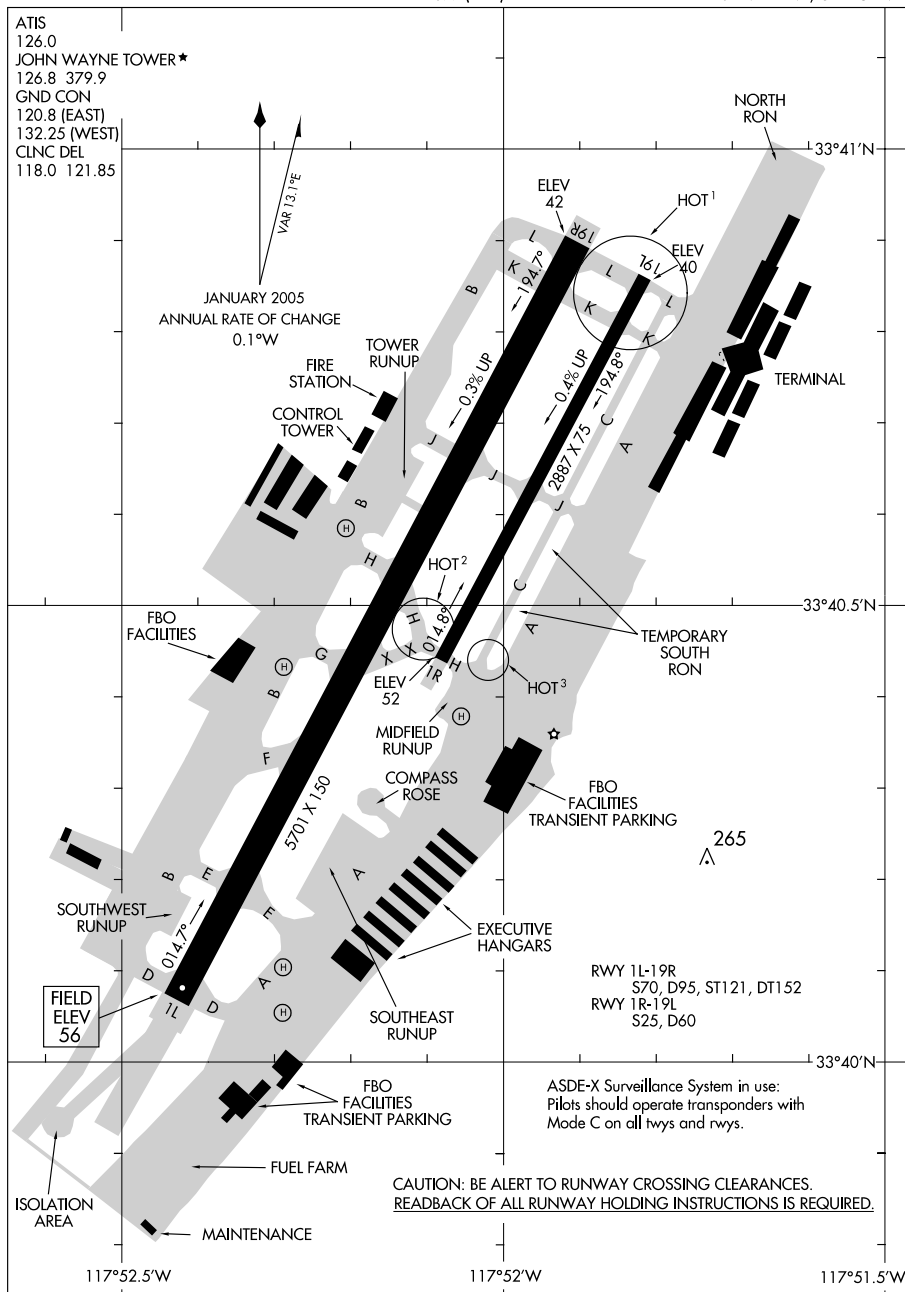 ATIS
126.0
JOHN WAYNE TOWER★
126.8 379.9
GND CON
120.8 (EAST)
132.25 (WEST)
CLNC DEL
118.0 121.85
VAR 13.1°E
JANUARY 2005
ANNUAL RATE OF CHANGE
0.1°W
NORTH
RON
33°41'N
ELEV
42
HOT¹
ELEV
40
19R
19L
L
K
L
K
L
K
B
194.7°
194.8°
0.3% UP
0.4% UP
2887 X 75
TOWER
RUNUP
FIRE
STATION
CONTROL
TOWER
TERMINAL
J
J
J
C
A
B
H
H
HOT²
H
014.8°
C
A
H
33°40.5'N
FBO
FACILITIES
H
G
X
X
H
1R
ELEV
52
HOT³
TEMPORARY
SOUTH
RON
B
F
MIDFIELD
RUNUP
H
COMPASS
ROSE
5701 X 150
FBO
FACILITIES
TRANSIENT PARKING
265
A
B
E
E
SOUTHWEST
RUNUP
014.7°
EXECUTIVE
HANGARS
D
D
A
H
H
1L
FIELD
ELEV
56
SOUTHEAST
RUNUP
RWY 1L-19R
S70, D95, ST121, DT152
RWY 1R-19L
S25, D60
33°40'N
FBO
FACILITIES
TRANSIENT PARKING
ASDE-X Surveillance System in use:
Pilots should operate transponders with
Mode C on all twys and rwys.
FUEL FARM
ISOLATION
AREA
MAINTENANCE
CAUTION: BE ALERT TO RUNWAY CROSSING CLEARANCES.
READBACK OF ALL RUNWAY HOLDING INSTRUCTIONS IS REQUIRED.
117°52.5'W
117°52'W
117°51.5'W